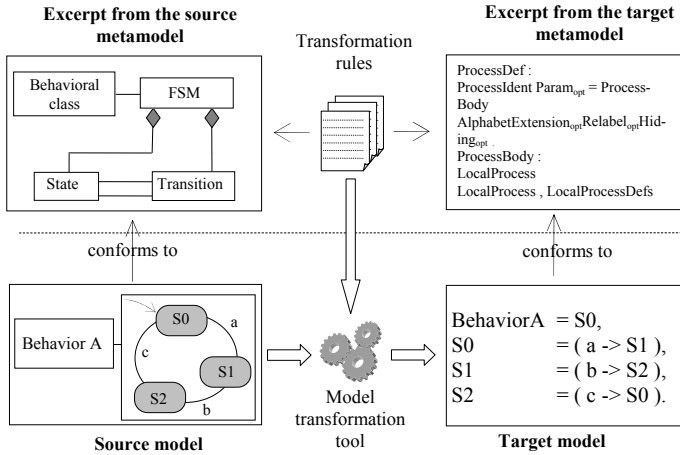 Excerpt from the source
metamodel
Transformation
rules
Excerpt from the target
metamodel
Behavioral
class
FSM
State
Transition
ProcessDef :
ProcessIdent Paramopt = Process-
Body
AlphabetExtensionoptRelabeloptHid-
ingopt .
ProcessBody :
LocalProcess
LocalProcess , LocalProcessDefs
conforms to
conforms to
Behavior A
S0
a
S1
b
S2
c
Source model
Model
transformation
tool
BehaviorA = S0,
S0 = ( a -> S1 ),
S1 = ( b -> S2 ),
S2 = ( c -> S0 ).
Target model